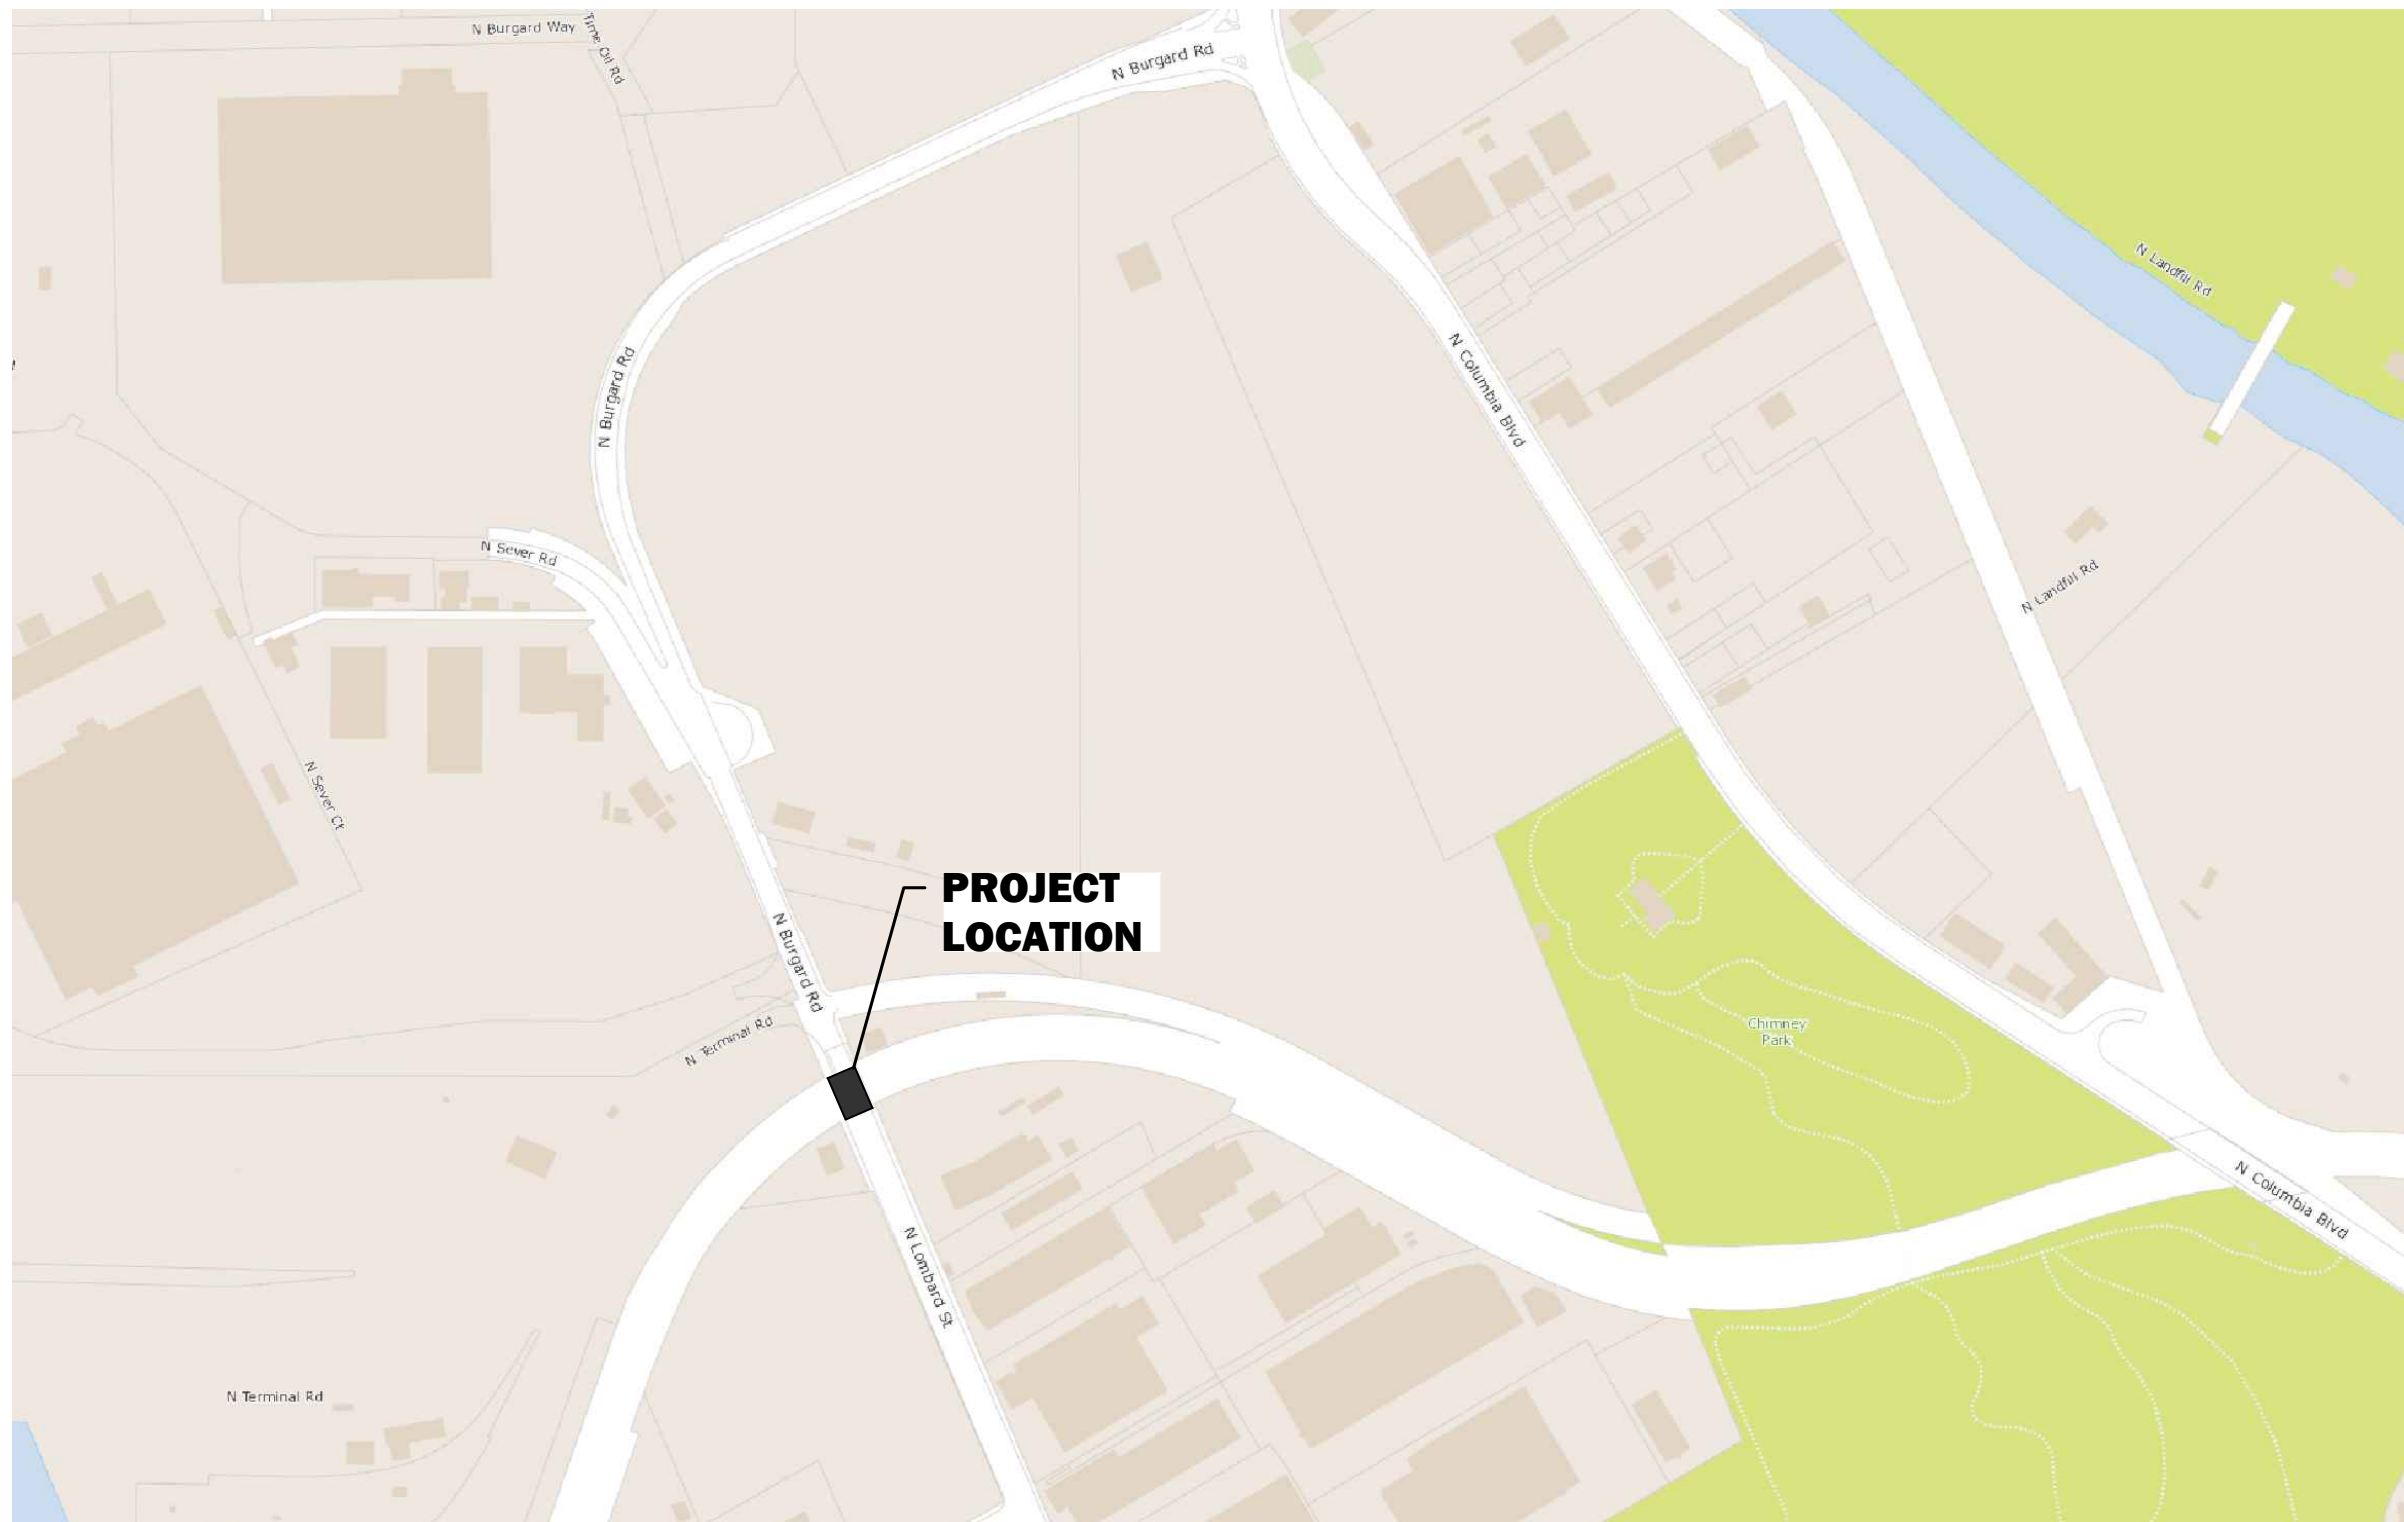 N Burgard Way
Time Oil Rd
N Burgard Rd
N Landfill Rd
N Burgard Rd
N Columbia Blvd
N Sever Rd
N Landfill Rd
N Sever Ct
PROJECT
LOCATION
N Burgard Rd
N Terminal Rd
Chimney
Park
N Columbia Blvd
N Lombard St
N Terminal Rd